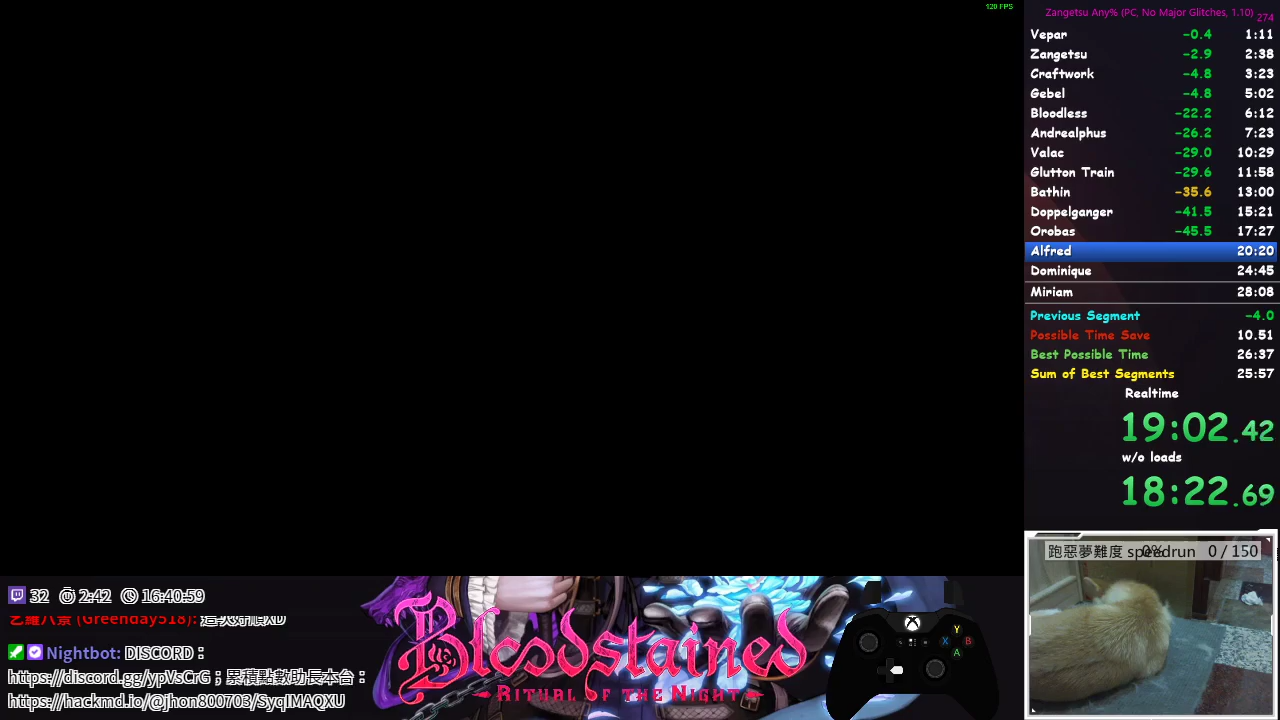 120 FPS
Zangetsu Any% (PC, No Major Glitches, 1.10) 274
Vepar -0.4 1:11
Zangetsu -2.9 2:38
Craftwork -4.8 3:23
Gebel -4.8 5:02
Bloodless -22.2 6:12
Andrealphus -26.2 7:23
Valac -29.0 10:29
Glutton Train -29.6 11:58
Bathin -35.6 13:00
Doppelganger -41.5 15:21
Orobas -45.5 17:27
Alfred 20:20
Dominique 24:45
Miriam 28:08
Previous Segment -4.0
Possible Time Save 10.51
Best Possible Time 26:37
Sum of Best Segments 25:57
Realtime
19:02.42
w/o loads
18:22.69
跑惡夢難度 speedrun 0% 0 / 150
32 2:42 16:40:59
(Greenday518):
Nightbot: DISCORD：
https://discord.gg/ypVsCrG；累積點數助長本台：
https://hackmd.io/@jhoa800703/SyqIMAQXU
Bloodstained
RITUAL OF THE NIGHT
Y
X B
A